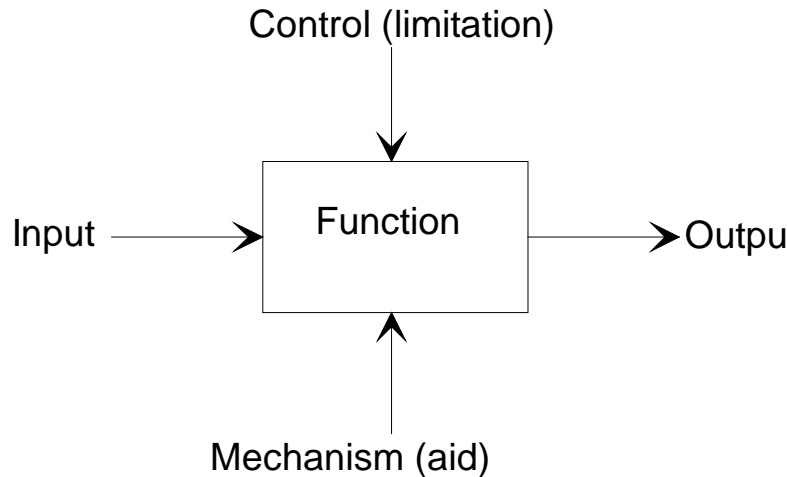 Control (limitation)
Function
Input
Outpu
Mechanism (aid)